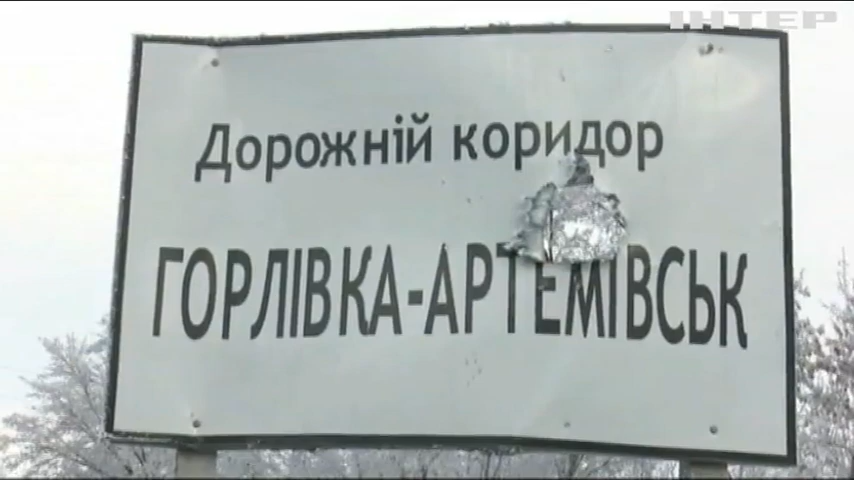 ІНТЕР
Дорожній коридор
ГОРЛІВКА-АРТЕМІВСЬК